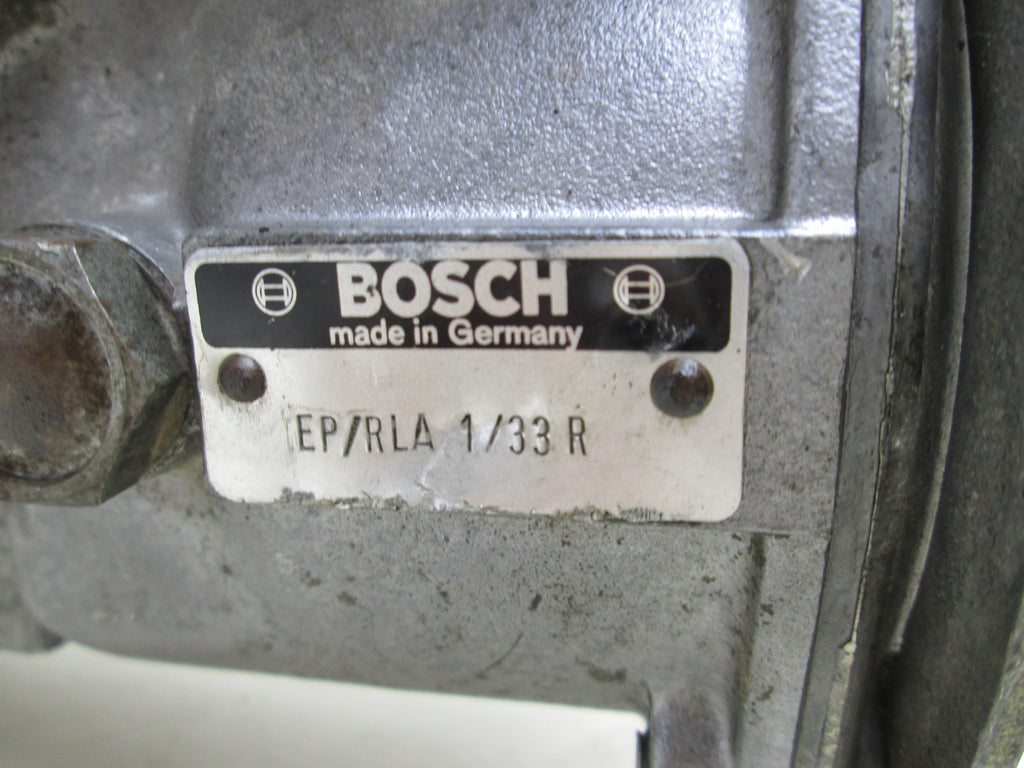 BOSCH
made in Germany
EP/RLA 1/33 R